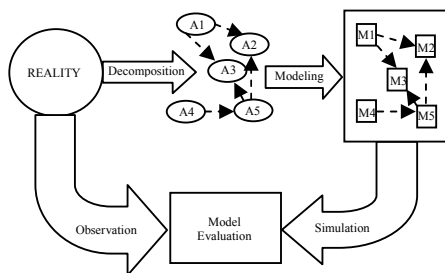 A1
A2
M1
M2
REALITY
Decomposition
A3
Modeling
M3
A4
A5
M4
M5
Observation
Model
Evaluation
Simulation